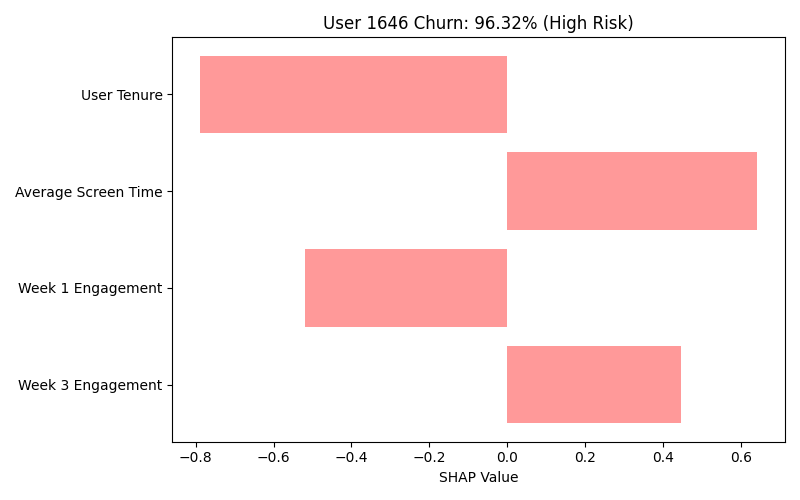 User 1646 Churn: 96.32% (High Risk)
User Tenure
Average Screen Time
Week 1 Engagement
Week 3 Engagement
−0.8 −0.6 −0.4 −0.2 0.0 0.2 0.4 0.6
SHAP Value